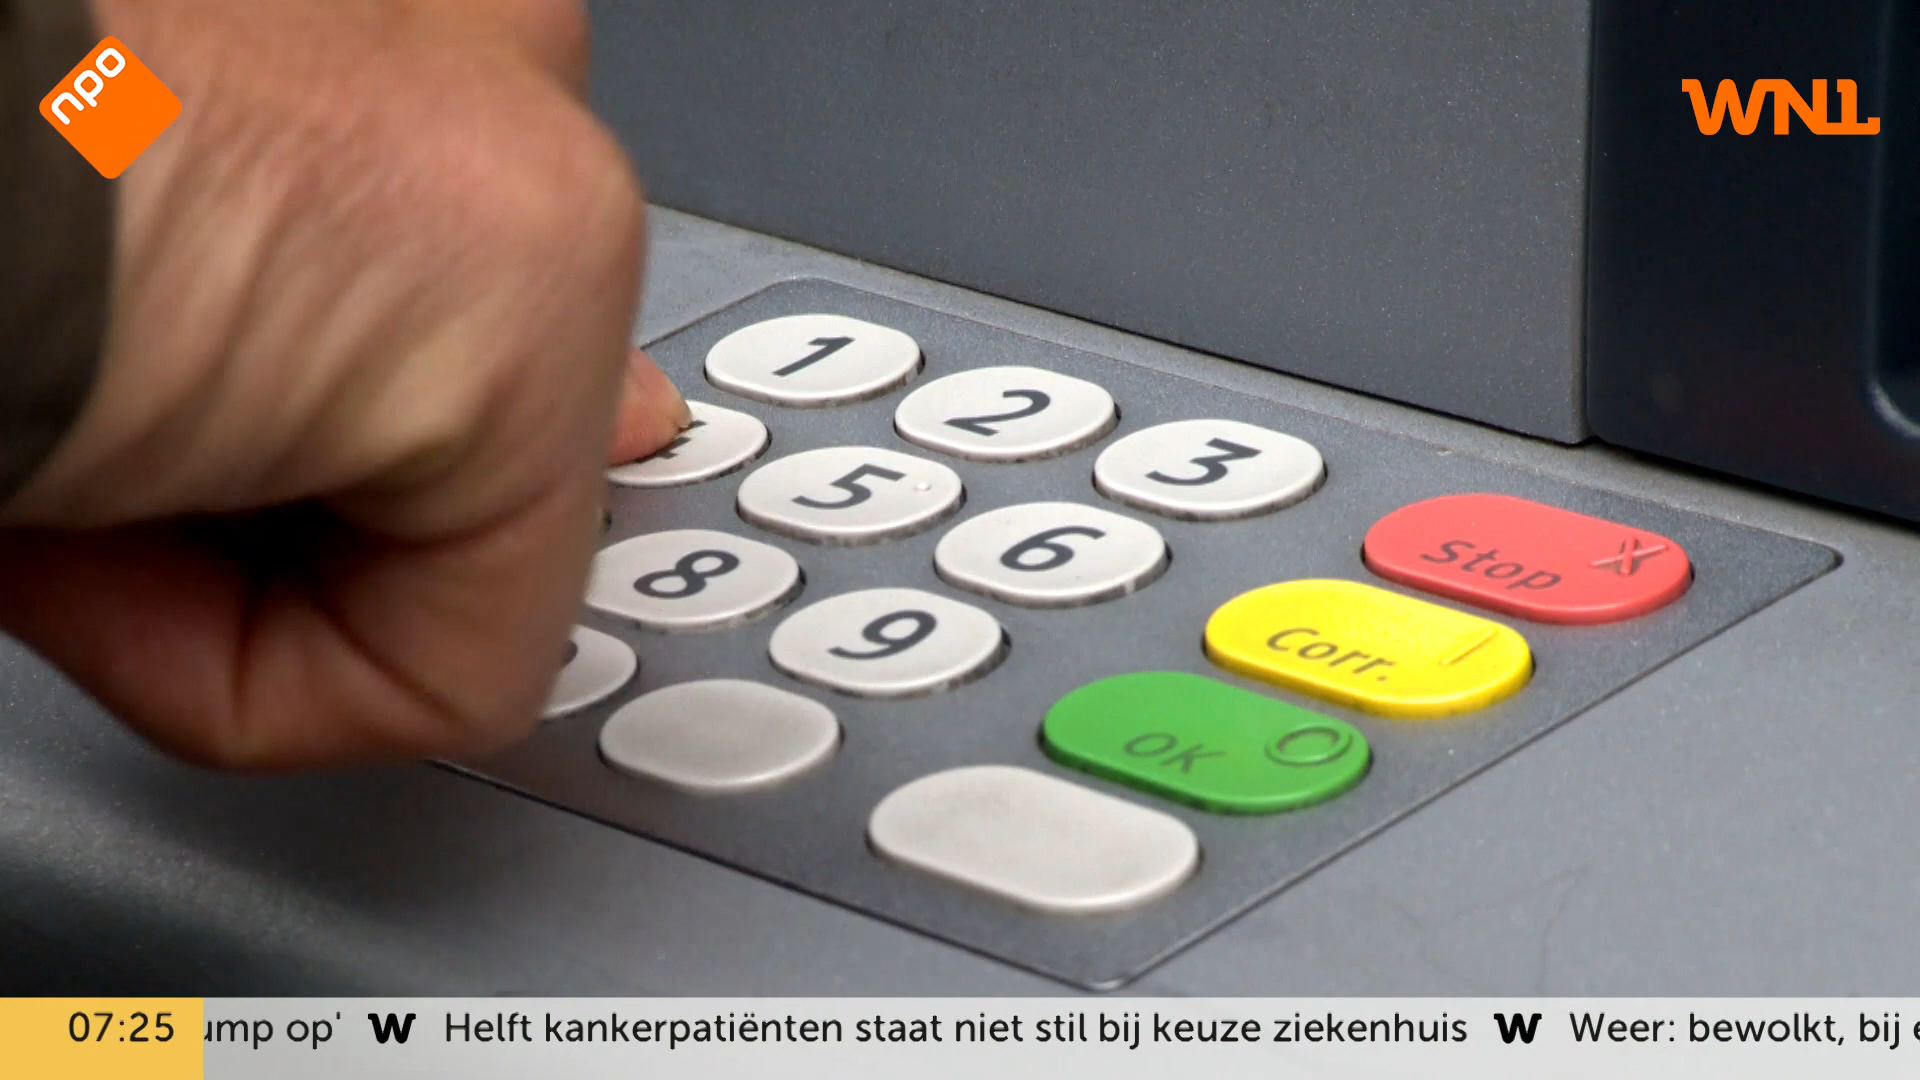 npo
WNL
1
2
3
4
5
6
stop
8
9
corr.
OK
07:25
ump op' W Helft kankerpatiënten staat niet stil bij keuze ziekenhuis W Weer: bewolkt, bij